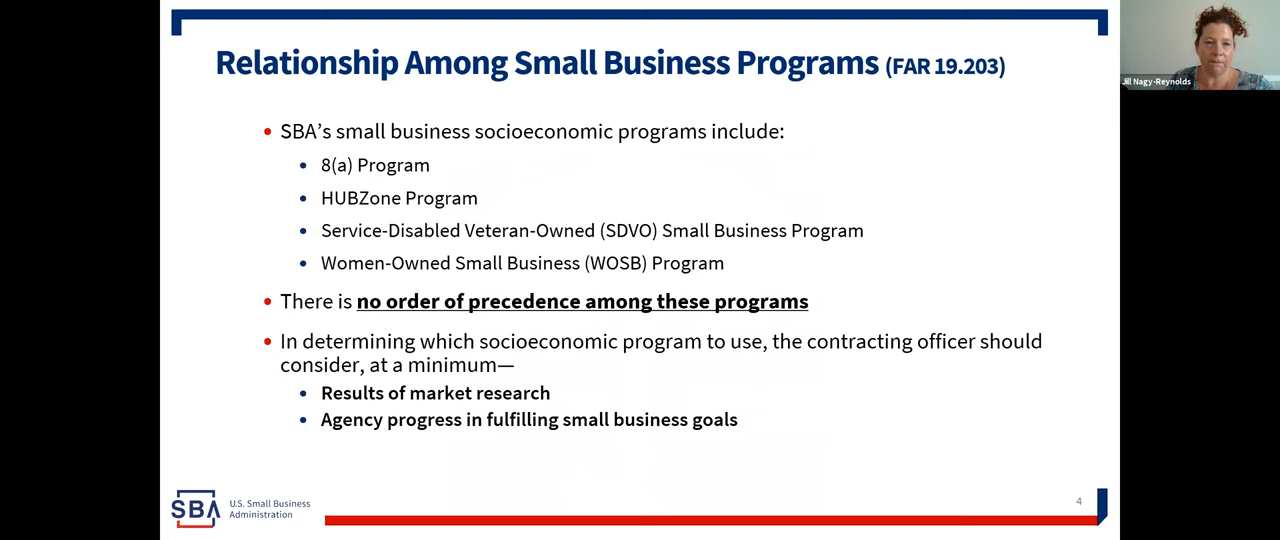 Relationship Among Small Business Programs (FAR 19.203)
Jill Nagy-Reynolds
• SBA’s small business socioeconomic programs include:
• 8(a) Program
• HUBZone Program
• Service-Disabled Veteran-Owned (SDVO) Small Business Program
• Women-Owned Small Business (WOSB) Program
• There is no order of precedence among these programs
• In determining which socioeconomic program to use, the contracting officer should
consider, at a minimum—
• Results of market research
• Agency progress in fulfilling small business goals
SBA
U.S. Small Business
Administration
4